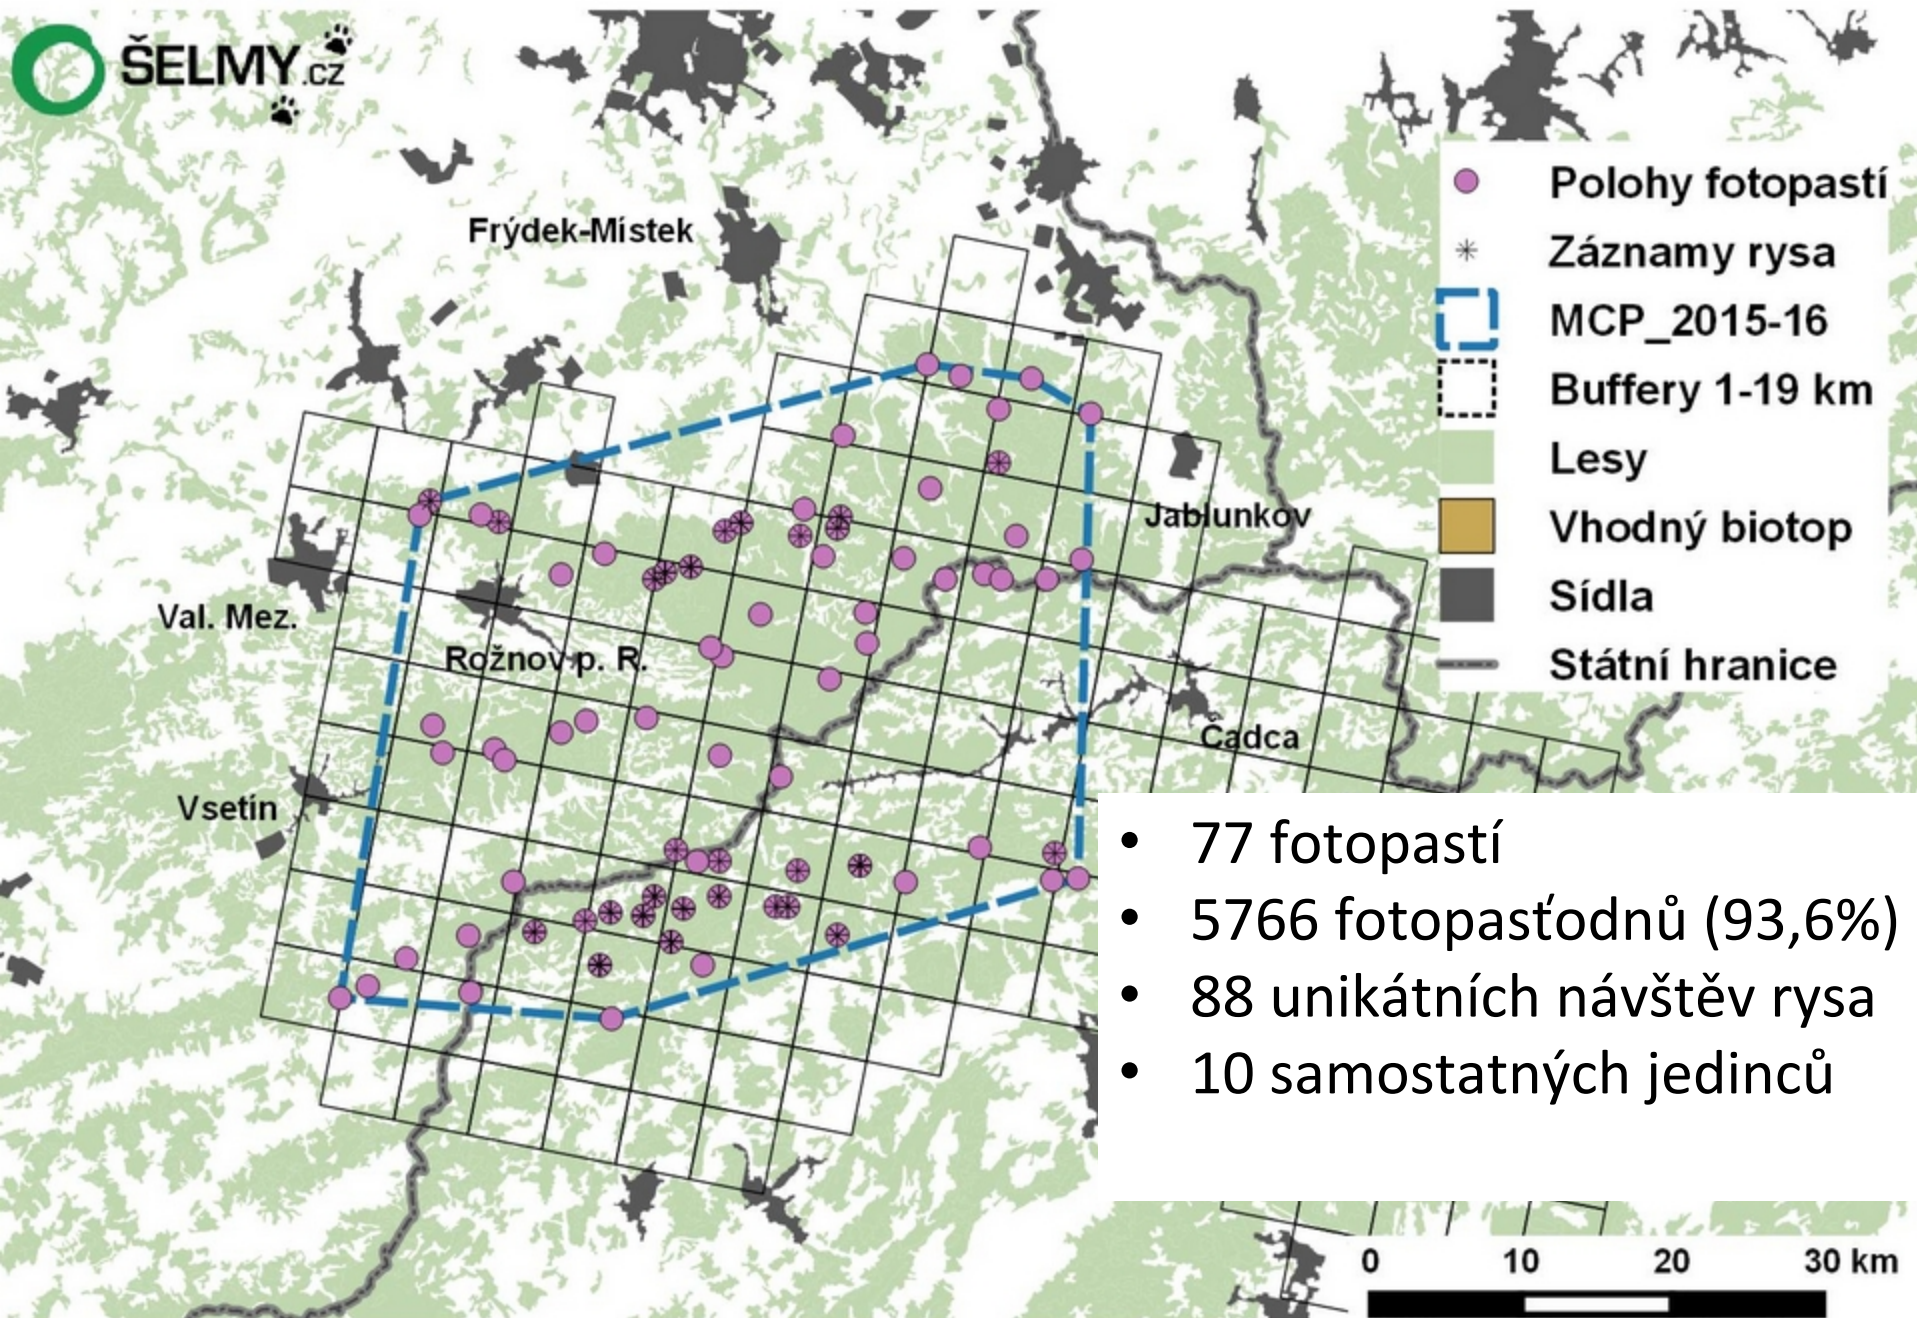 ŠELMY.cz
Frýdek-Místek
Jablunkov
Val. Mez.
Rožnov p. R.
Čadca
Vsetín
Polohy fotopastí
Záznamy rysa
MCP_2015-16
Buffery 1-19 km
Lesy
Vhodný biotop
Sídla
Státní hranice
• 77 fotopastí
• 5766 fotopasťodnů (93,6%)
• 88 unikátních návštěv rysa
• 10 samostatných jedinců
0 10 20 30 km